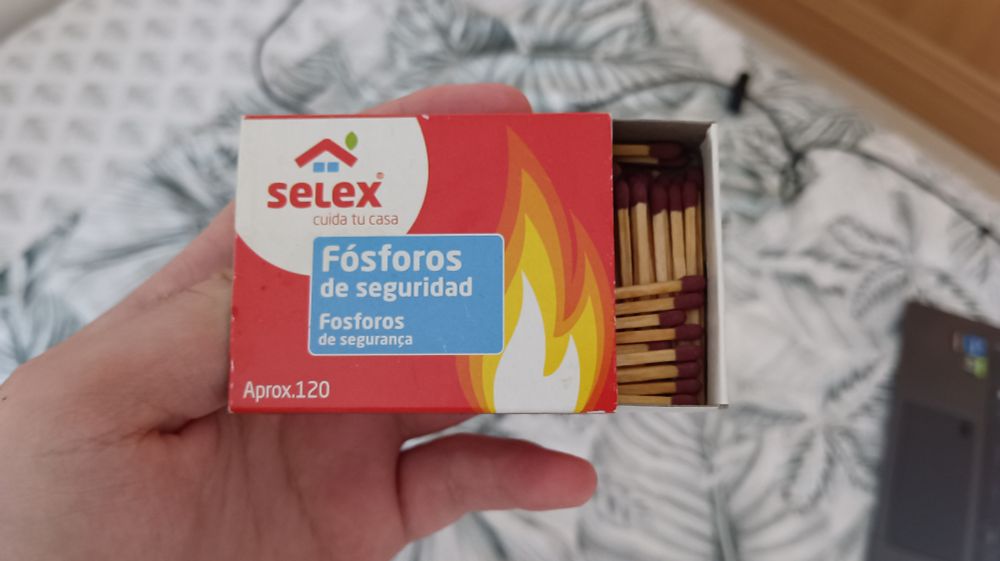 selex®
cuida tu casa
Fósforos
de seguridad
Fosforos
de segurança
Aprox.120